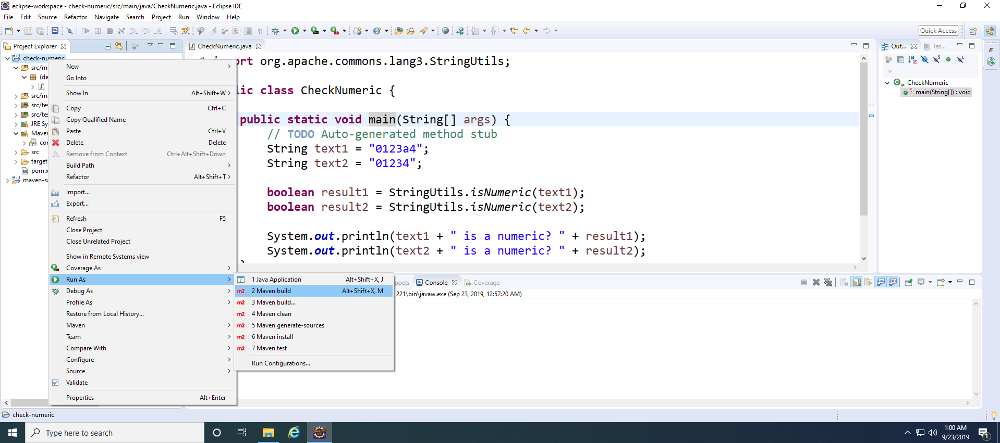 eclipse-workspace - check-numeric/src/main/java/CheckNumeric.java - Eclipse IDE
File Edit Source Refactor Navigate Search Project Run Window Help
Quick Access
Project Explorer
check-numeric
src/m
(de
src/m
src/te
src/te
JRE Sy
Maven
co
src
target
pom.x
maven-sa
New
Go Into
Show In Alt+Shift+W
Copy Ctrl+C
Copy Qualified Name
Paste Ctrl+V
Delete Delete
Remove from Context Ctrl+Alt+Shift+Down
Build Path
Refactor Alt+Shift+T
Import...
Export...
Refresh F5
Close Project
Close Unrelated Project
Show in Remote Systems view
Coverage As
Run As
Debug As
Profile As
Restore from Local History...
Maven
Team
Compare With
Configure
Source
Validate
Properties Alt+Enter
1 Java Application Alt+Shift+X, J
2 Maven build Alt+Shift+X, M
3 Maven build...
4 Maven clean
5 Maven generate-sources
6 Maven install
7 Maven test
Run Configurations...
CheckNumeric.java
port org.apache.commons.lang3.StringUtils;
lic class CheckNumeric {
public static void main(String[] args) {
// TODO Auto-generated method stub
String text1 = "0123a4";
String text2 = "01234";
boolean result1 = StringUtils.isNumeric(text1);
boolean result2 = StringUtils.isNumeric(text2);
System.out.println(text1 + " is a numeric? " + result1);
System.out.println(text2 + " is a numeric? " + result2);
Out... Tas...
CheckNumeric
main(String[]) : void
ppets Console Coverage
_221\bin\javaw.exe (Sep 23, 2019, 12:57:20 AM)
check-numeric
Type here to search
1:00 AM
9/23/2019
1